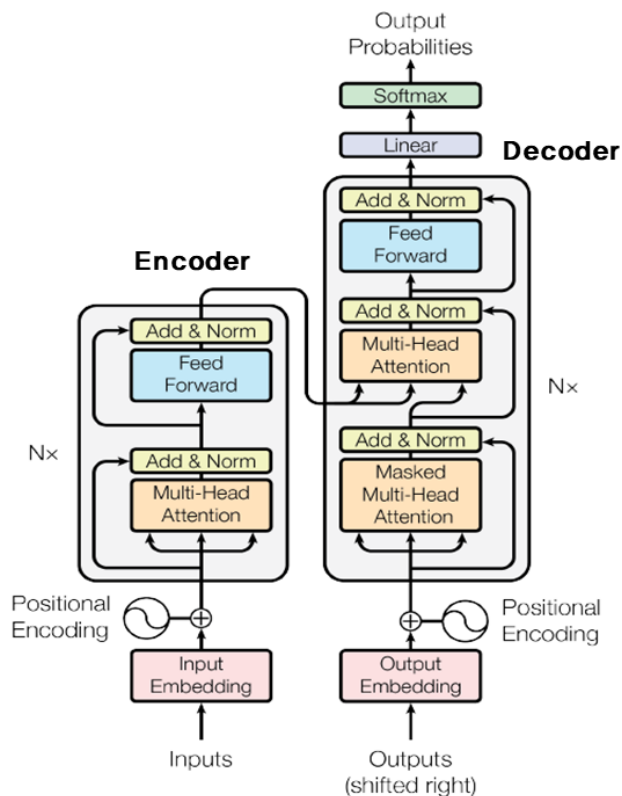 Output
Probabilities
Softmax
Linear
Decoder
Add & Norm
Feed
Forward
Add & Norm
Multi-Head
Attention
Nx
Add & Norm
Masked
Multi-Head
Attention
Encoder
Add & Norm
Feed
Forward
Nx
Add & Norm
Multi-Head
Attention
Positional
Encoding
Positional
Encoding
Input
Embedding
Output
Embedding
Inputs
Outputs
(shifted right)